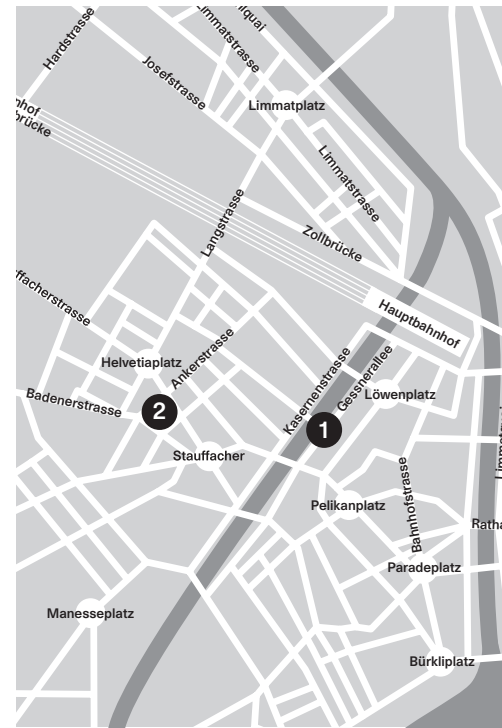 Hardstrasse
Limmatstrasse
Josefstrasse
Limmatplatz
Limmatstrasse
Langstrasse
Zollbrücke
Hauptbahnhof
Helvetiaplatz
Ankerstrasse
Kasernenstrasse
Gessnerallee
Löwenplatz
Badenerstrasse
2
1
Stauffacher
Pelikanplatz
Bahnhofstrasse
Paradeplatz
Manesseplatz
Bürkliplatz